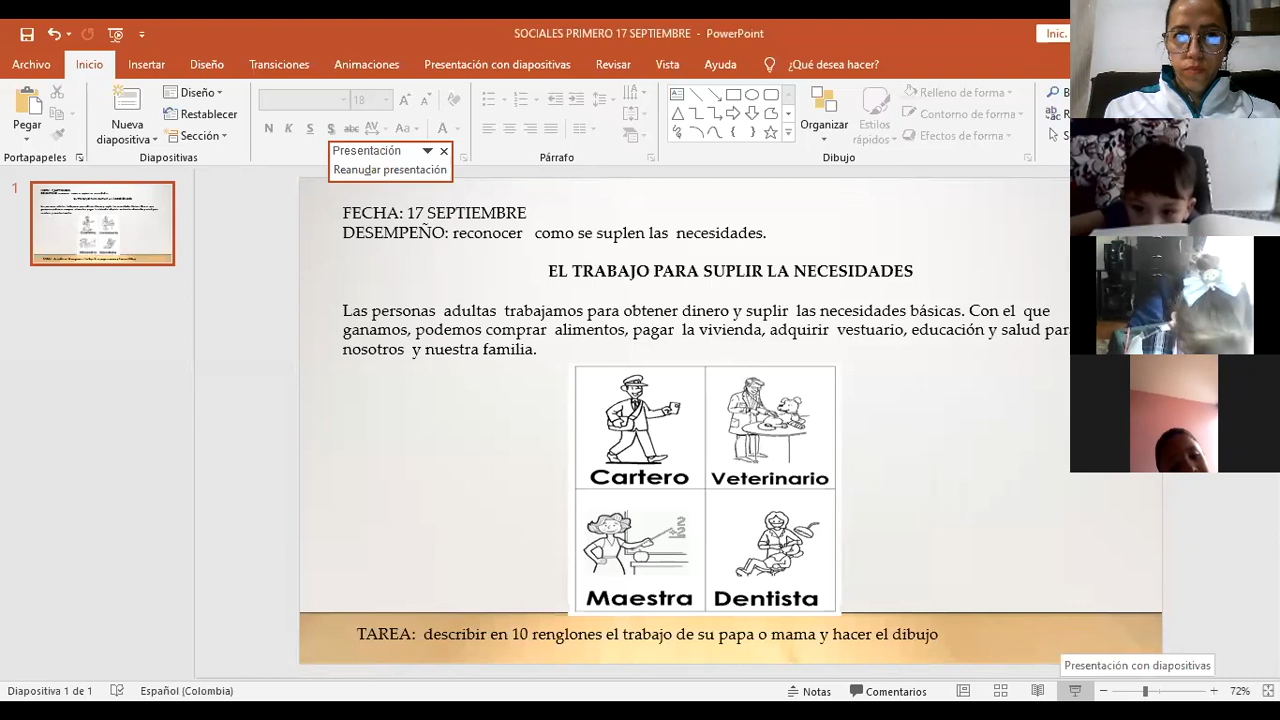 SOCIALES PRIMERO 17 SEPTIEMBRE - PowerPoint
Inic.
Archivo Inicio Insertar Diseño Transiciones Animaciones Presentación con diapositivas Revisar Vista Ayuda ¿Qué desea hacer?
Pegar
Portapapeles
Nueva diapositiva
Diseño
Restablecer
Sección
Diapositivas
18
N K S S abc AV Aa A
Párrafo
Organizar
Estilos rápidos
Relleno de forma
Contorno de forma
Efectos de forma
Dibujo
Presentación
Reanudar presentación
1
FECHA: 17 SEPTIEMBRE
DESEMPEÑO: reconocer como se suplen las necesidades.
EL TRABAJO PARA SUPLIR LA NECESIDADES
Las personas adultas trabajamos para obtener dinero y suplir las necesidades básicas. Con el que
ganamos, podemos comprar alimentos, pagar la vivienda, adquirir vestuario, educación y salud par
nosotros y nuestra familia.
Cartero Veterinario
Maestra Dentista
TAREA: describir en 10 renglones el trabajo de su papa o mama y hacer el dibujo
Presentación con diapositivas
Diapositiva 1 de 1 Español (Colombia) Notas Comentarios 72%